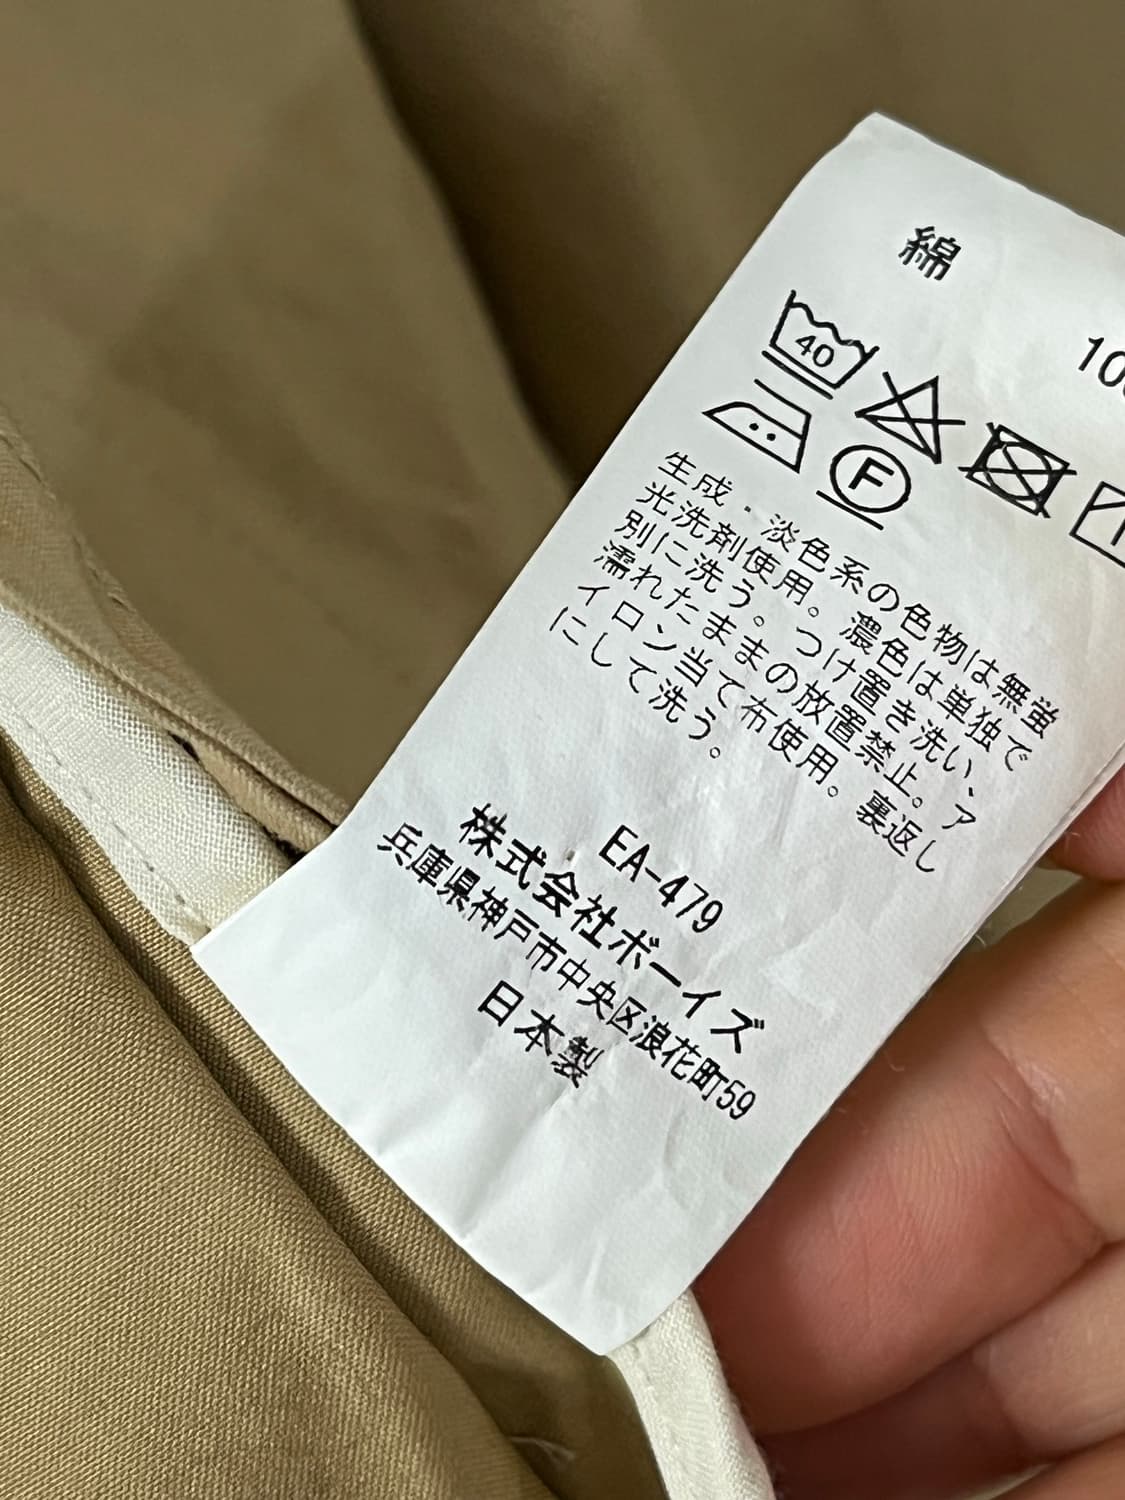 綿
100
40
F
生成・淡色系の色物は無蛍
光洗剤使用。濃色は単独で
別に洗う。つけ置き洗い、
濡れたままの放置禁止。ア
イロン当て布使用。裏返し
にして洗う。
EA-479
株式会社ボーイズ
兵庫県神戸市中央区浪花町59
日本製